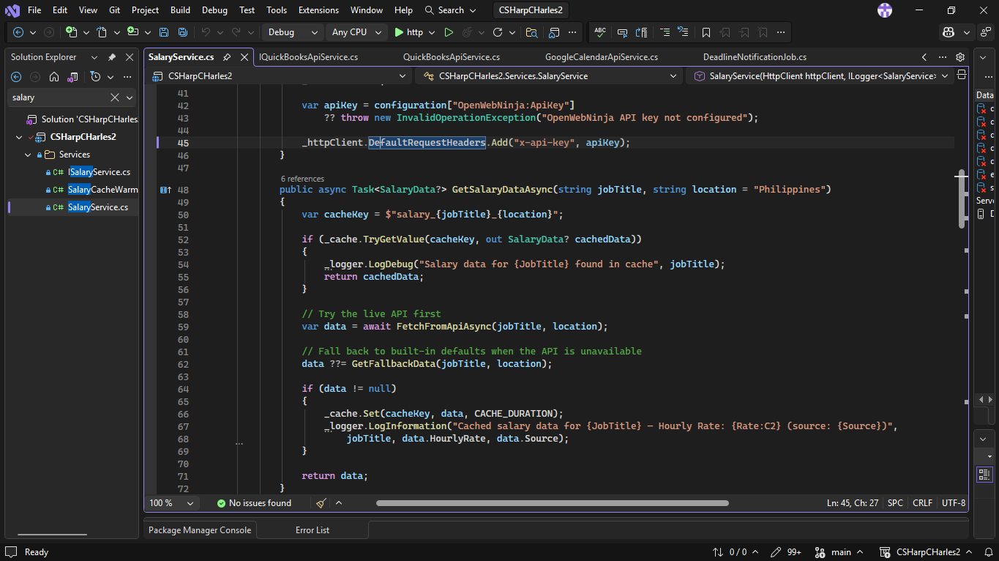 File Edit View Git Project Build Debug Test Tools Extensions Window Help Search CSHarpCHarles2
Debug Any CPU http
Solution Explorer
salary
Solution 'CSHarpCHarles
CSHarpCHarles2
Services
ISalaryService.cs
SalaryCacheWarm
SalaryService.cs
SalaryService.cs IQuickBooksApiService.cs QuickBooksApiService.cs GoogleCalendarApiService.cs DeadlineNotificationJob.cs
CSHarpCHarles2 CSHarpCHarles2.Services.SalaryService SalaryService(HttpClient httpClient, ILogger<SalaryService>
41
42 var apiKey = configuration["OpenWebNinja:ApiKey"]
43 ?? throw new InvalidOperationException("OpenWebNinja API key not configured");
44
45 _httpClient.DefaultRequestHeaders.Add("x-api-key", apiKey);
46 }
47
6 references
48 public async Task<SalaryData?> GetSalaryDataAsync(string jobTitle, string location = "Philippines")
49 {
50 var cacheKey = $"salary_{jobTitle}_{location}";
51
52 if (_cache.TryGetValue(cacheKey, out SalaryData? cachedData))
53 {
54 _logger.LogDebug("Salary data for {JobTitle} found in cache", jobTitle);
55 return cachedData;
56 }
57
58 // Try the live API first
59 var data = await FetchFromApiAsync(jobTitle, location);
60
61 // Fall back to built-in defaults when the API is unavailable
62 data ??= GetFallbackData(jobTitle, location);
63
64 if (data != null)
65 {
66 _cache.Set(cacheKey, data, CACHE_DURATION);
67 _logger.LogInformation("Cached salary data for {JobTitle} — Hourly Rate: {Rate:C2} (source: {Source})",
68 jobTitle, data.HourlyRate, data.Source);
69 }
70
71 return data;
72 }
100 % No issues found Ln: 45, Ch: 27 SPC CRLF UTF-8
Package Manager Console Error List
Data
Serv
Ready 0 / 0 99+ main CSHarpCHarles2